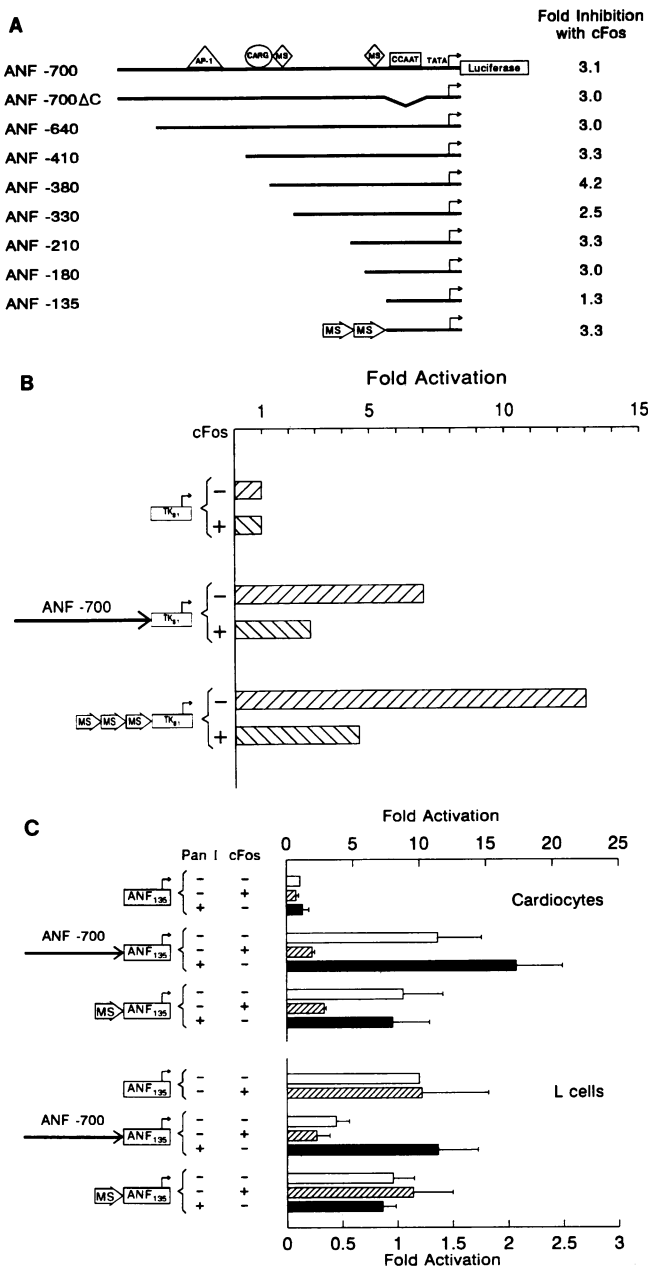 A
Fold Inhibition
with cFos
AP-1 CARG MS MS CCAAT TATA
ANF -700 Luciferase 3.1
ANF -700ΔC 3.0
ANF -640 3.0
ANF -410 3.3
ANF -380 4.2
ANF -330 2.5
ANF -210 3.3
ANF -180 3.0
ANF -135 1.3
MS MS 3.3
B
Fold Activation
1 5 10 15
cFos
TK81 −
+
ANF -700
TK81 −
+
MS MS MS TK81 −
+
C
Fold Activation
Pan I cFos 0 5 10 15 20 25
− −
ANF135 − + Cardiocytes
+ −
ANF -700 − −
ANF135 − +
+ −
− −
MS ANF135 − +
+ −
ANF135 − −
− + L cells
ANF -700 − −
ANF135 − +
+ −
− −
MS ANF135 − +
+ −
0 0.5 1 1.5 2 2.5 3
Fold Activation